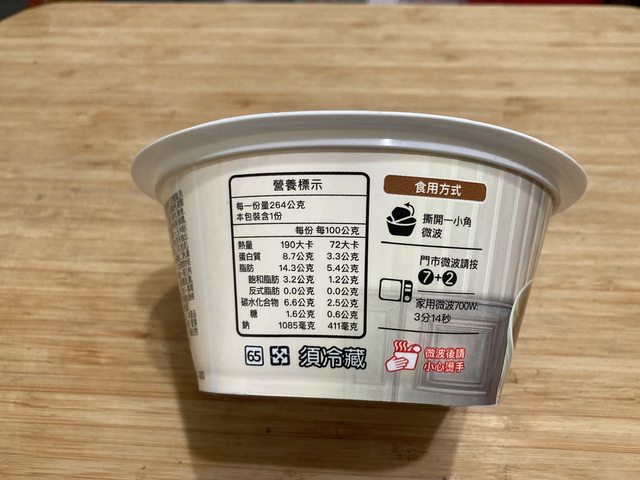 營養標示
每一份量264公克
本包裝含1份
每份 每100公克
熱量 190大卡 72大卡
蛋白質 8.7公克 3.3公克
脂肪 14.3公克 5.4公克
飽和脂肪 3.2公克 1.2公克
反式脂肪 0.0公克 0.0公克
碳水化合物 6.6公克 2.5公克
糖 1.6公克 0.6公克
鈉 1085毫克 411毫克
65 須冷藏
食用方式
撕開一小角
微波
門市微波請按
7+2
家用微波700W:
3分14秒
微波後請
小心燙手